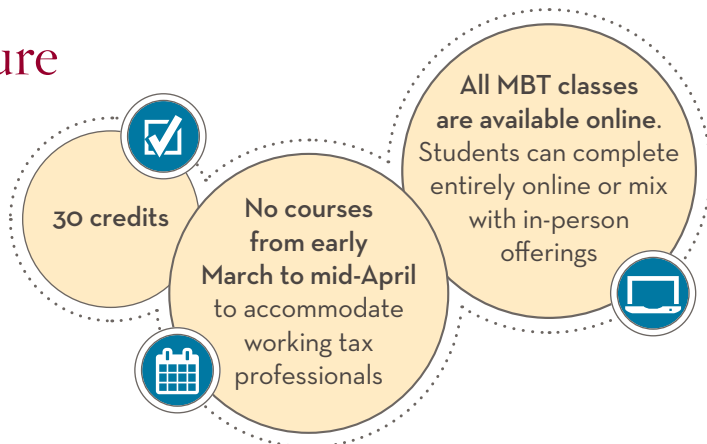 ure
30 credits
No courses
from early
March to mid-April
to accommodate
working tax
professionals
All MBT classes
are available online.
Students can complete
entirely online or mix
with in-person
offerings